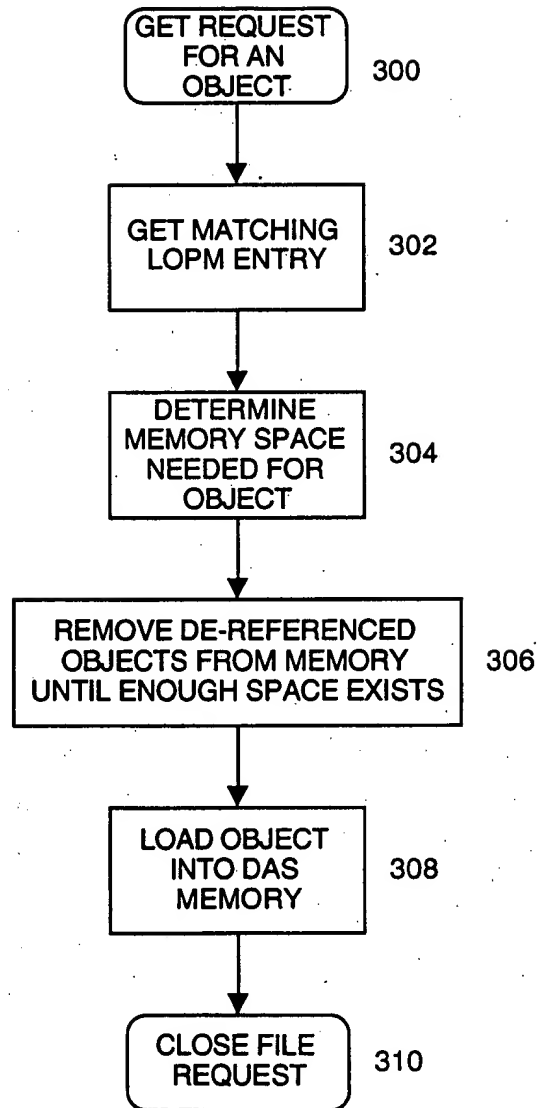 GET REQUEST
FOR AN
OBJECT
300
GET MATCHING
LOPM ENTRY
302
DETERMINE
MEMORY SPACE
NEEDED FOR
OBJECT
304
REMOVE DE-REFERENCED
OBJECTS FROM MEMORY
UNTIL ENOUGH SPACE EXISTS
306
LOAD OBJECT
INTO DAS
MEMORY
308
CLOSE FILE
REQUEST
310